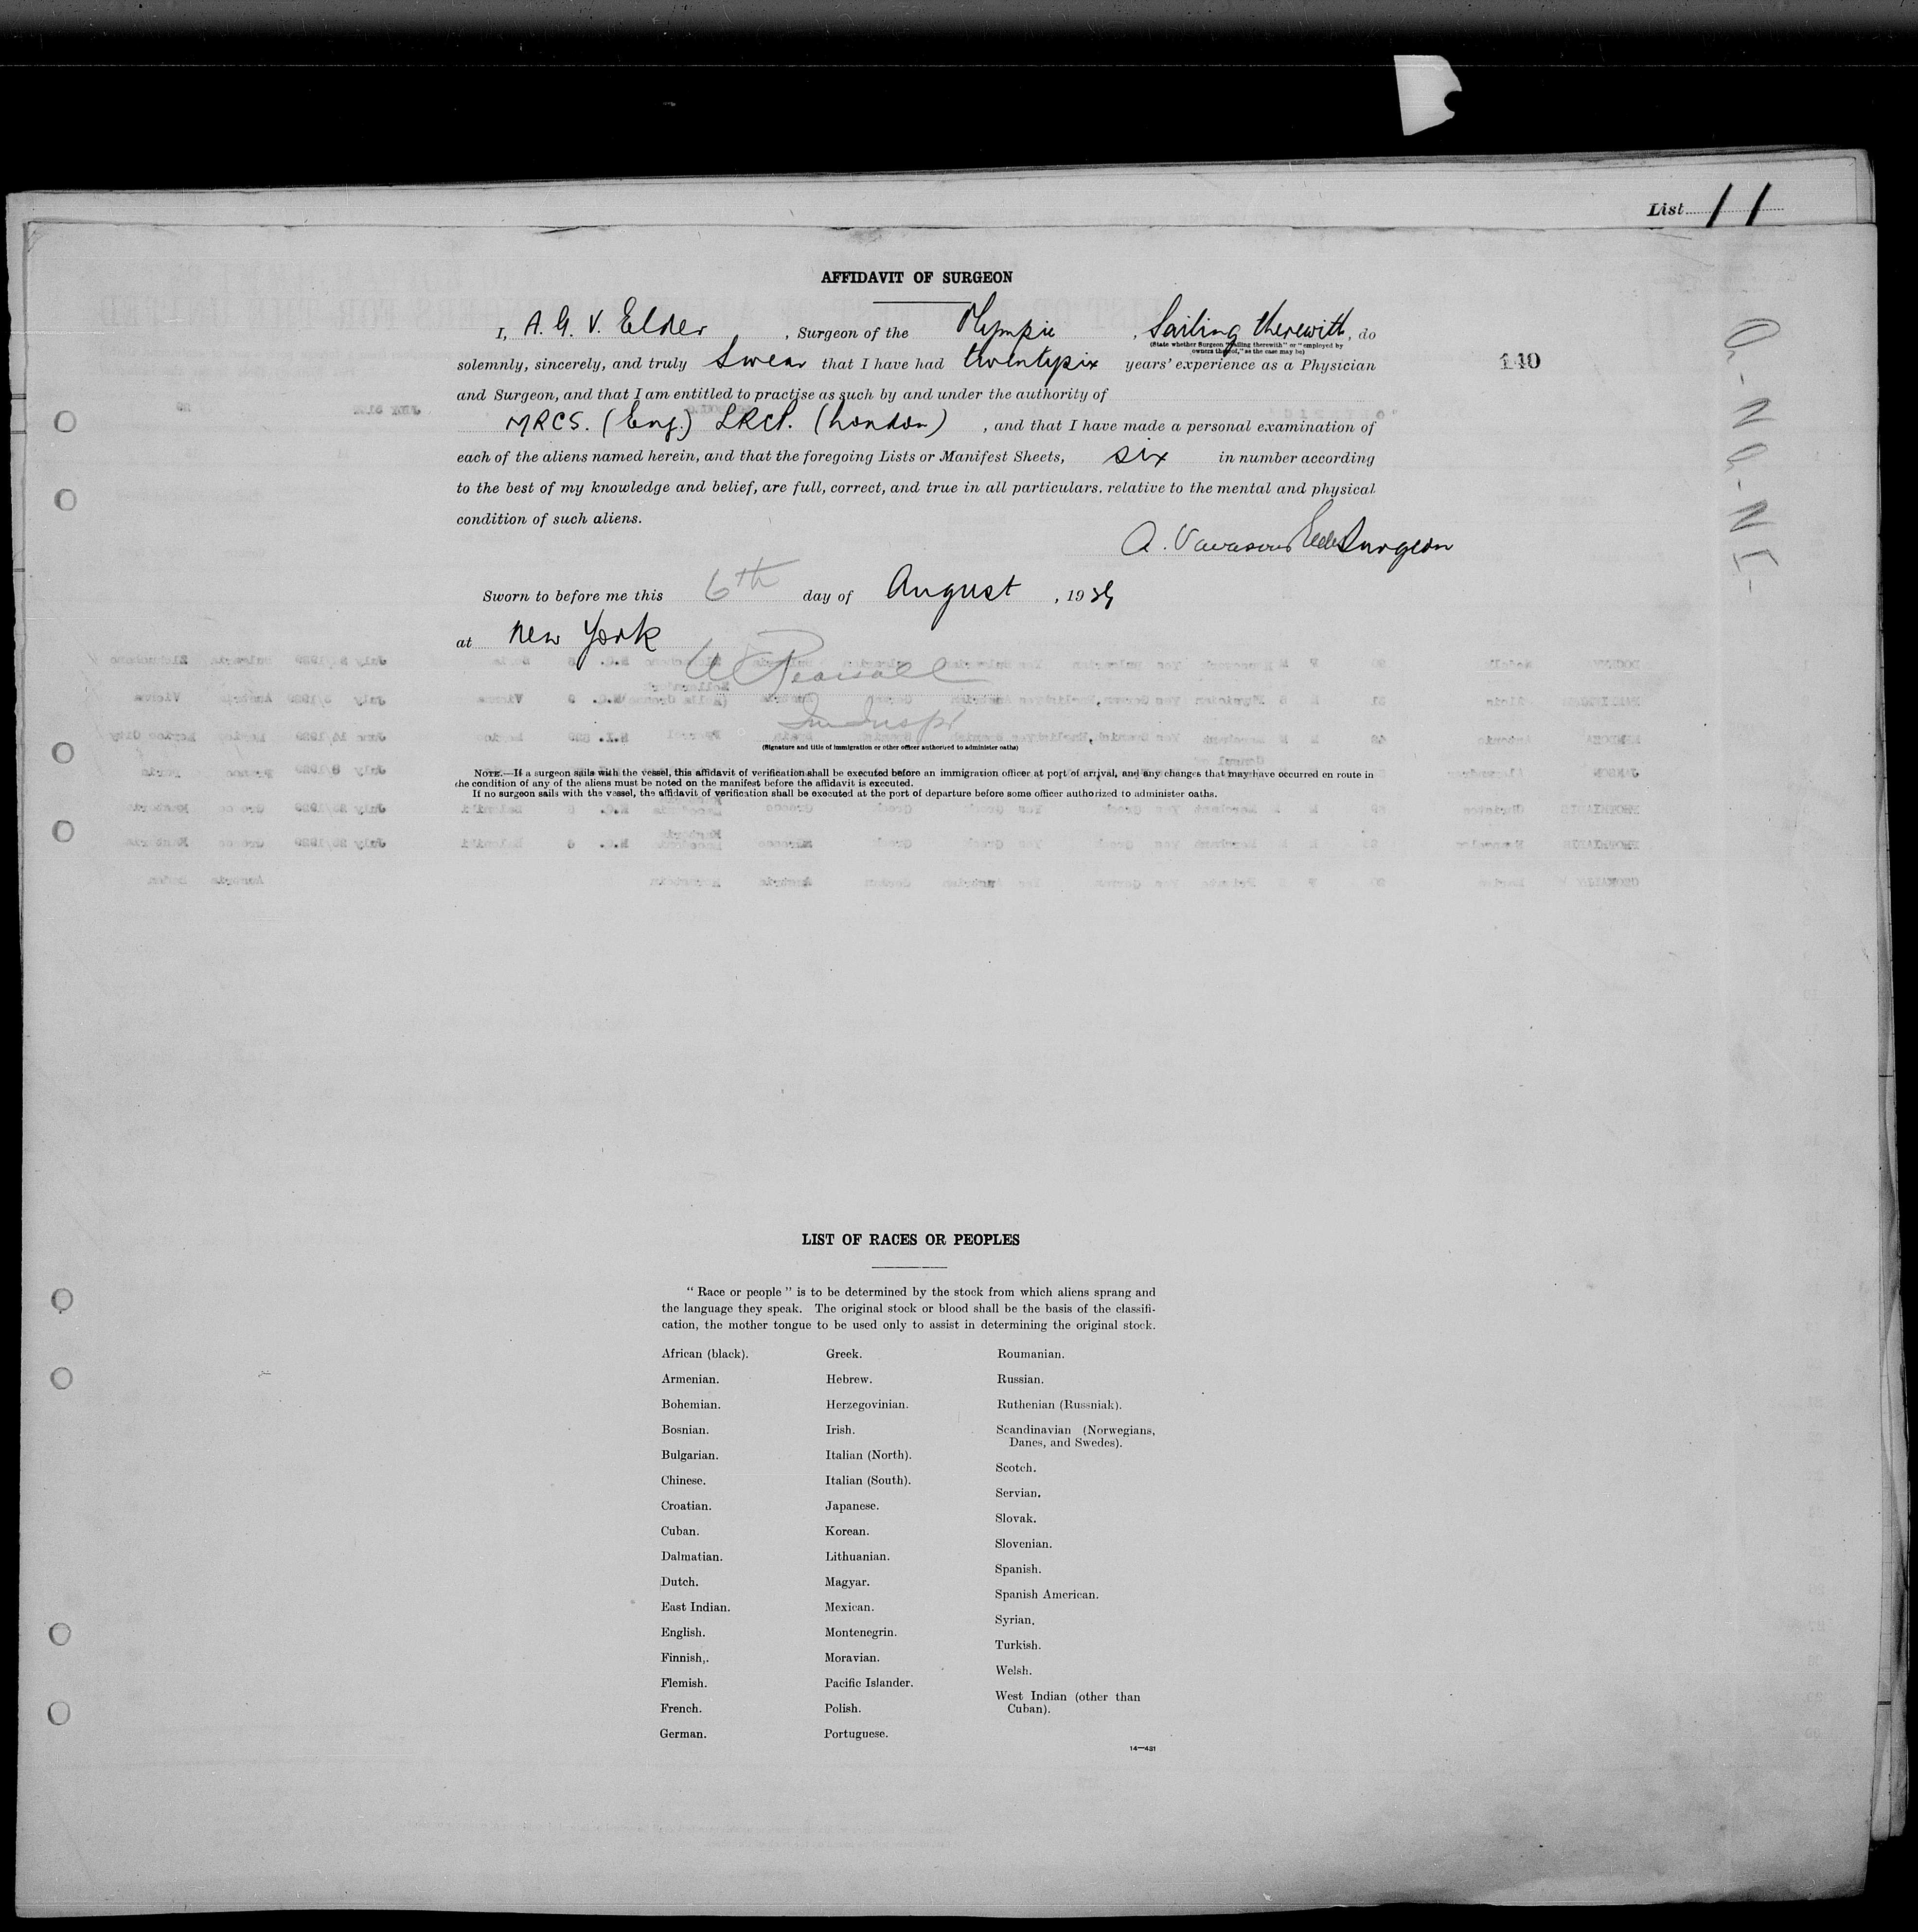 List 11
AFFIDAVIT OF SURGEON
I, A. G. V. Elder, Surgeon of the Olympic, Sailing therewith, do
(State whether Surgeon "sailing therewith" or "employed by
owners thereof," as the case may be)
solemnly, sincerely, and truly Swear that I have had twentysix years' experience as a Physician
140
and Surgeon, and that I am entitled to practise as such by and under the authority of
MRCS. (Eng.) LRCP. (London), and that I have made a personal examination of
each of the aliens named herein, and that the foregoing Lists or Manifest Sheets, six in number according
to the best of my knowledge and belief, are full, correct, and true in all particulars. relative to the mental and physical
condition of such aliens.
A. Vavasour Elder Surgeon
Sworn to before me this 6th day of August, 19
at New York
(Signature and title of immigration or other officer authorized to administer oaths)
NOTE.—If a surgeon sails with the vessel, this affidavit of verification shall be executed before an immigration officer at port of arrival, and any changes that may have occurred en route in
the condition of any of the aliens must be noted on the manifest before the affidavit is executed.
If no surgeon sails with the vessel, the affidavit of verification shall be executed at the port of departure before some officer authorized to administer oaths.
LIST OF RACES OR PEOPLES
" Race or people " is to be determined by the stock from which aliens sprang and
the language they speak. The original stock or blood shall be the basis of the classifi-
cation, the mother tongue to be used only to assist in determining the original stock.
African (black).
Armenian.
Bohemian.
Bosnian.
Bulgarian.
Chinese.
Croatian.
Cuban.
Dalmatian.
Dutch.
East Indian.
English.
Finnish,.
Flemish.
French.
German.
Greek.
Hebrew.
Herzegovinian.
Irish.
Italian (North).
Italian (South).
Japanese.
Korean.
Lithuanian.
Magyar.
Mexican.
Montenegrin.
Moravian.
Pacific Islander.
Polish.
Portuguese.
Roumanian.
Russian.
Ruthenian (Russniak).
Scandinavian (Norwegians,
Danes, and Swedes).
Scotch.
Servian.
Slovak.
Slovenian.
Spanish.
Spanish American.
Syrian.
Turkish.
Welsh.
West Indian (other than
Cuban).
14—431